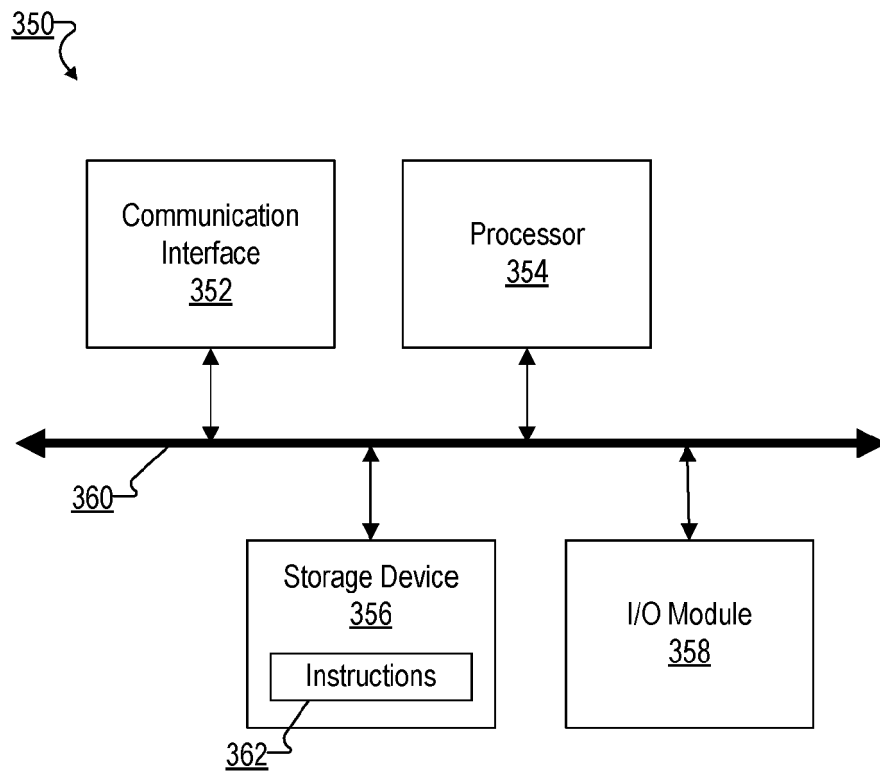 350
Communication
Interface
352
Processor
354
360
Storage Device
356
Instructions
362
I/O Module
358